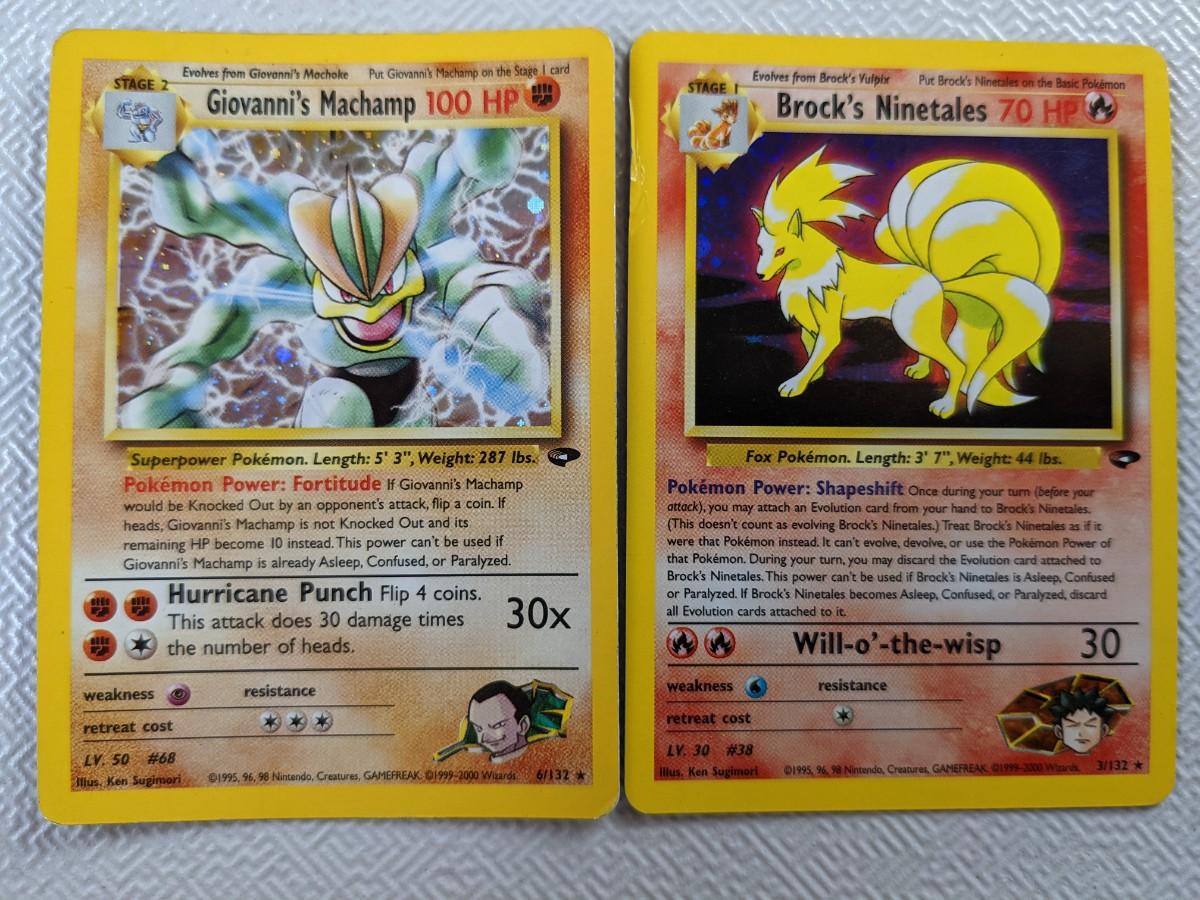 Evolves from Giovanni's Machoke Put Giovanni's Machamp on the Stage 1 card
STAGE 2
Giovanni's Machamp 100 HP
Superpower Pokémon. Length: 5' 3", Weight: 287 lbs.
Pokémon Power: Fortitude If Giovanni's Machamp
would be Knocked Out by an opponent's attack, flip a coin. If
heads, Giovanni's Machamp is not Knocked Out and its
remaining HP become 10 instead. This power can't be used if
Giovanni's Machamp is already Asleep, Confused, or Paralyzed.
Hurricane Punch Flip 4 coins.
This attack does 30 damage times
the number of heads.
30x
weakness resistance
retreat cost
LV. 50 #68
Illus. Ken Sugimori ©1995, 96, 98 Nintendo, Creatures, GAMEFREAK. ©1999-2000 Wizards. 6/132 ★
Evolves from Brock's Vulpix Put Brock's Ninetales on the Basic Pokémon
STAGE 1
Brock's Ninetales 70 HP
Fox Pokémon. Length: 3' 7", Weight: 44 lbs.
Pokémon Power: Shapeshift Once during your turn (before your
attack), you may attach an Evolution card from your hand to Brock's Ninetales.
(This doesn't count as evolving Brock's Ninetales.) Treat Brock's Ninetales as if it
were that Pokémon instead. It can't evolve, devolve, or use the Pokémon Power of
that Pokémon. During your turn, you may discard the Evolution card attached to
Brock's Ninetales. This power can't be used if Brock's Ninetales is Asleep, Confused
or Paralyzed. If Brock's Ninetales becomes Asleep, Confused, or Paralyzed, discard
all Evolution cards attached to it.
Will-o'-the-wisp 30
weakness resistance
retreat cost
LV. 30 #38
Illus. Ken Sugimori ©1995, 96, 98 Nintendo, Creatures, GAMEFREAK. ©1999-2000 Wizards. 3/132 ★